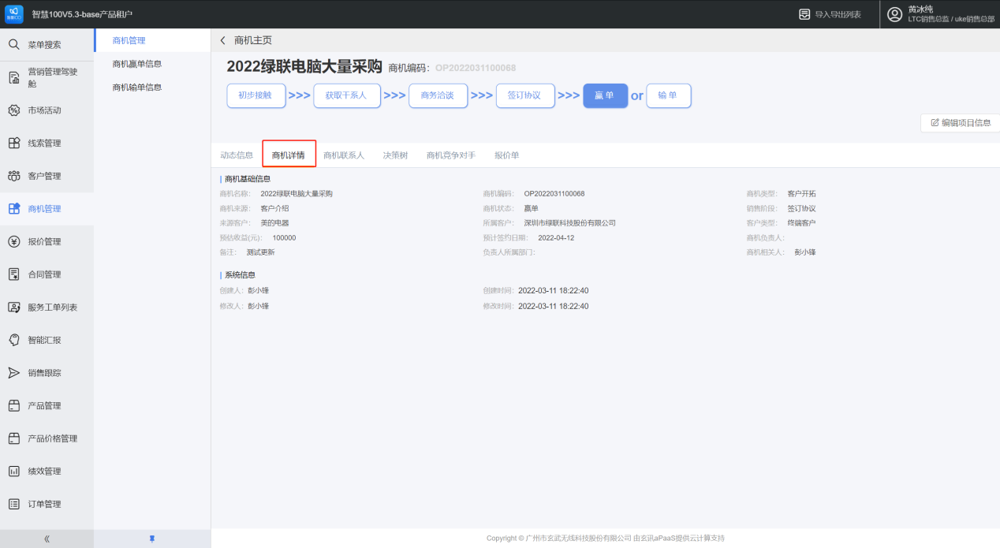 智慧100V5.3-base产品租户
导入导出列表
黄冰纯
LTC销售总监 / uke销售总部
菜单搜索
营销管理驾驶
舱
市场活动
线索管理
客户管理
商机管理
报价管理
合同管理
服务工单列表
智能汇报
销售跟踪
产品管理
产品价格管理
绩效管理
订单管理
商机管理
商机赢单信息
商机输单信息
商机主页
2022绿联电脑大量采购 商机编码: OP2022031100068
初步接触 >>> 获取干系人 >>> 商务洽谈 >>> 签订协议 >>> 赢 单 or 输 单
编辑项目信息
动态信息 商机详情 商机联系人 决策树 商机竞争对手 报价单
商机基础信息
商机名称: 2022绿联电脑大量采购 商机编码: OP2022031100068 商机类型: 客户开拓
商机来源: 客户介绍 商机状态: 赢单 销售阶段: 签订协议
来源客户: 美的电器 所属客户: 深圳市绿联科技股份有限公司 客户类型: 终端客户
预估收益(元): 100000 预计签约日期: 2022-04-12 商机负责人:
备注: 测试更新 负责人所属部门: 商机相关人: 彭小锋
系统信息
创建人: 彭小锋 创建时间: 2022-03-11 18:22:40
修改人: 彭小锋 修改时间: 2022-03-11 18:22:40
Copyright © 广州市玄武无线科技股份有限公司 由玄讯aPaaS提供云计算支持